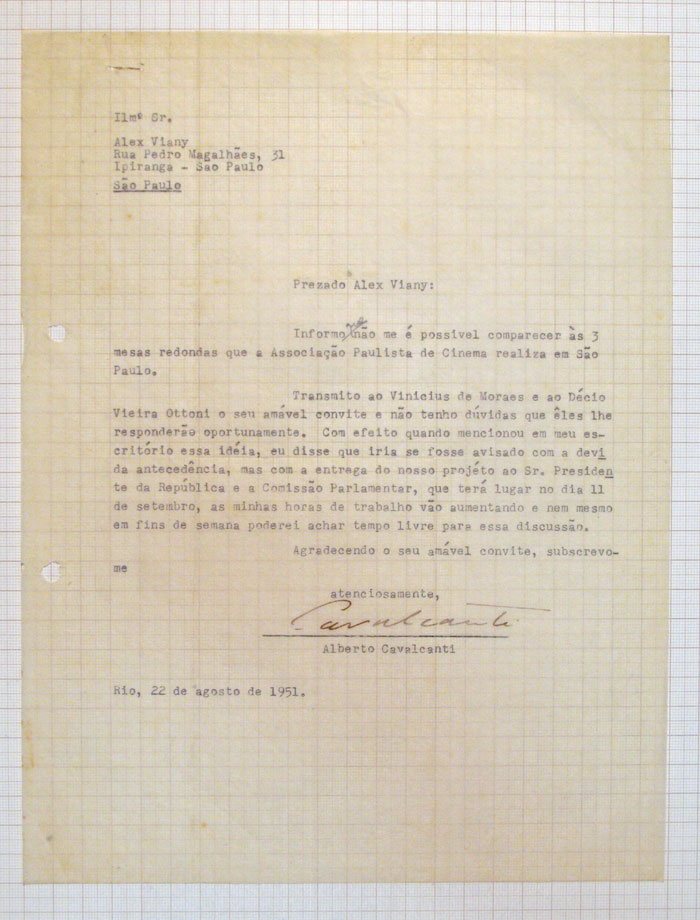 Ilmº Sr.
Alex Viany
Rua Pedro Magalhães, 31
Ipiranga - São Paulo
São Paulo
Prezado Alex Viany:
Informo que não me é possivel comparecer às 3
mesas redondas que a Associação Paulista de Cinema realiza em São
Paulo.
Transmito ao Vinicius de Moraes e ao Décio
Vieira Ottoni o seu amável convite e não tenho dúvidas que êles lhe
responderão oportunamente. Com efeito quando mencionou em meu es-
critório essa idéia, eu disse que iria se fosse avisado com a devi
da antecedência, mas com a entrega do nosso projéto ao Sr. Presiden
te da República e a Comissão Parlamentar, que terá lugar no dia 11
de setembro, as minhas horas de trabalho vão aumentando e nem mesmo
em fins de semana poderei achar tempo livre para essa discussão.
Agradecendo o seu amável convite, subscrevo-
me
atenciosamente,
Cavalcanti
Alberto Cavalcanti
Rio, 22 de agosto de 1951.